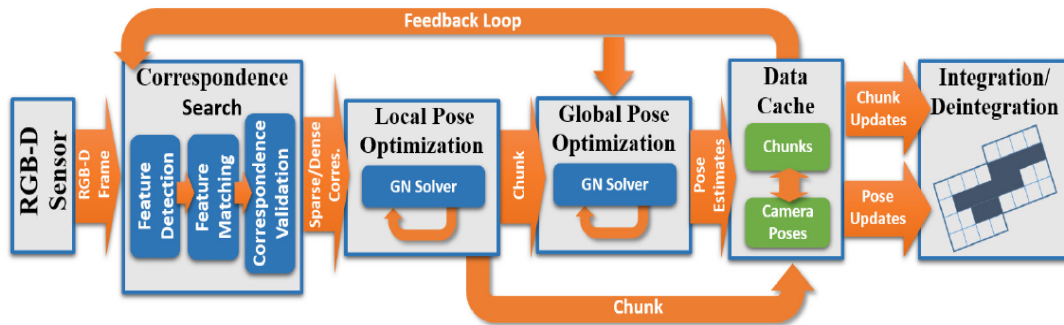 Feedback Loop
RGB-D
Sensor
RGB-D
Frame
Correspondence
Search
Feature
Detection
Feature
Matching
Correspondence
Validation
Sparse/Dense
Corres.
Local Pose
Optimization
GN Solver
Chunk
Global Pose
Optimization
GN Solver
Pose
Estimates
Data
Cache
Chunks
Camera
Poses
Chunk
Updates
Pose
Updates
Integration/
Deintegration
Chunk